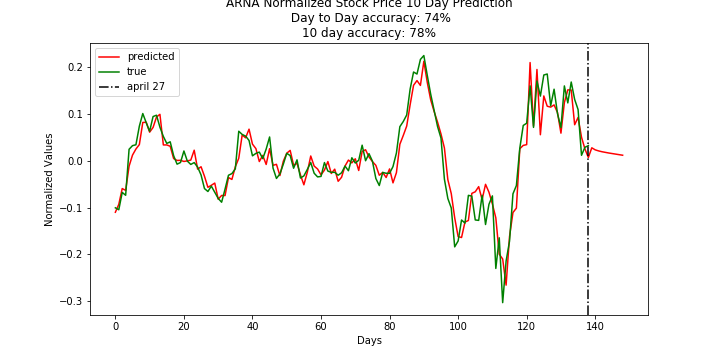 ARNA Normalized Stock Price 10 Day Prediction
Day to Day accuracy: 74%
10 day accuracy: 78%
predicted
true
april 27
Normalized Values
0.2
0.1
0.0
−0.1
−0.2
−0.3
0 20 40 60 80 100 120 140
Days